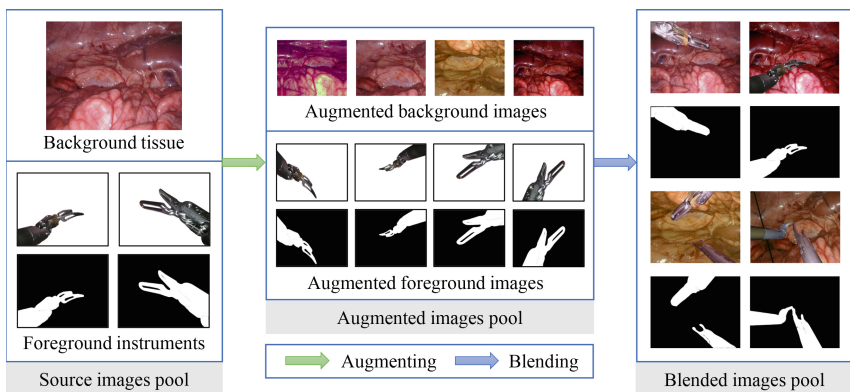 Background tissue
Foreground instruments
Source images pool
Augmented background images
Augmented foreground images
Augmented images pool
Augmenting
Blending
Blended images pool